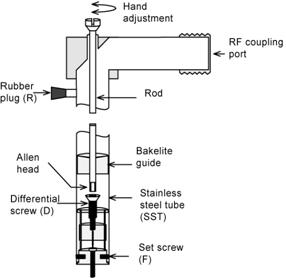 Hand
adjustment
RF coupling
port
Rubber
plug (R)
Rod
Bakelite
guide
Allen
head
Differential
screw (D)
Stainless
steel tube
(SST)
Set screw
(F)